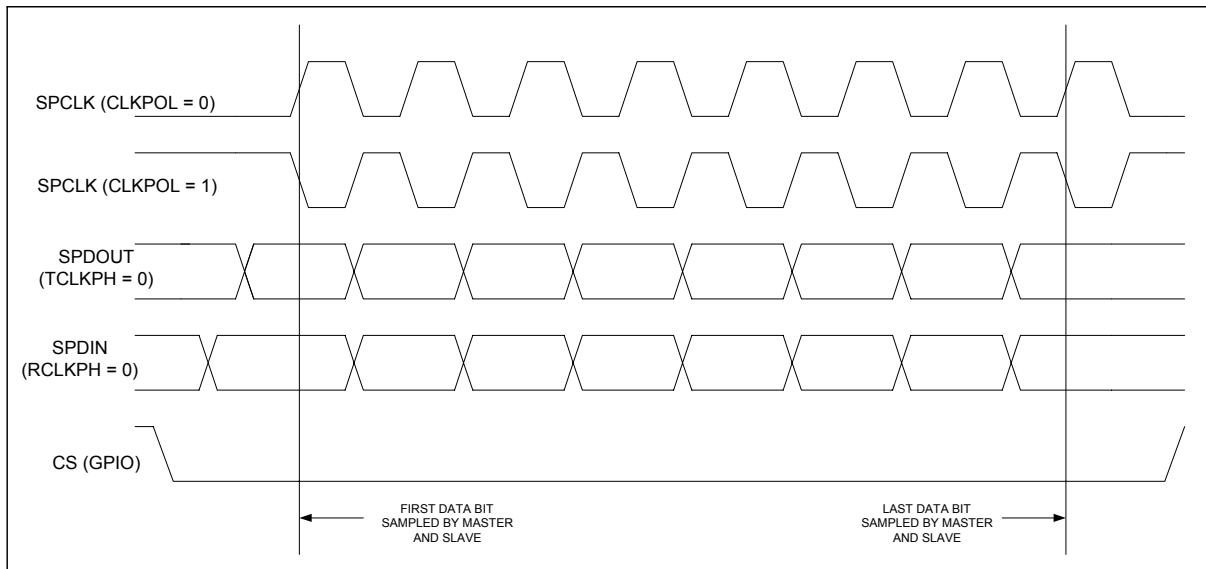 SPCLK (CLKPOL = 0)
SPCLK (CLKPOL = 1)
SPDOUT
(TCLKPH = 0)
SPDIN
(RCLKPH = 0)
CS (GPIO)
FIRST DATA BIT
SAMPLED BY MASTER
AND SLAVE
LAST DATA BIT
SAMPLED BY MASTER
AND SLAVE